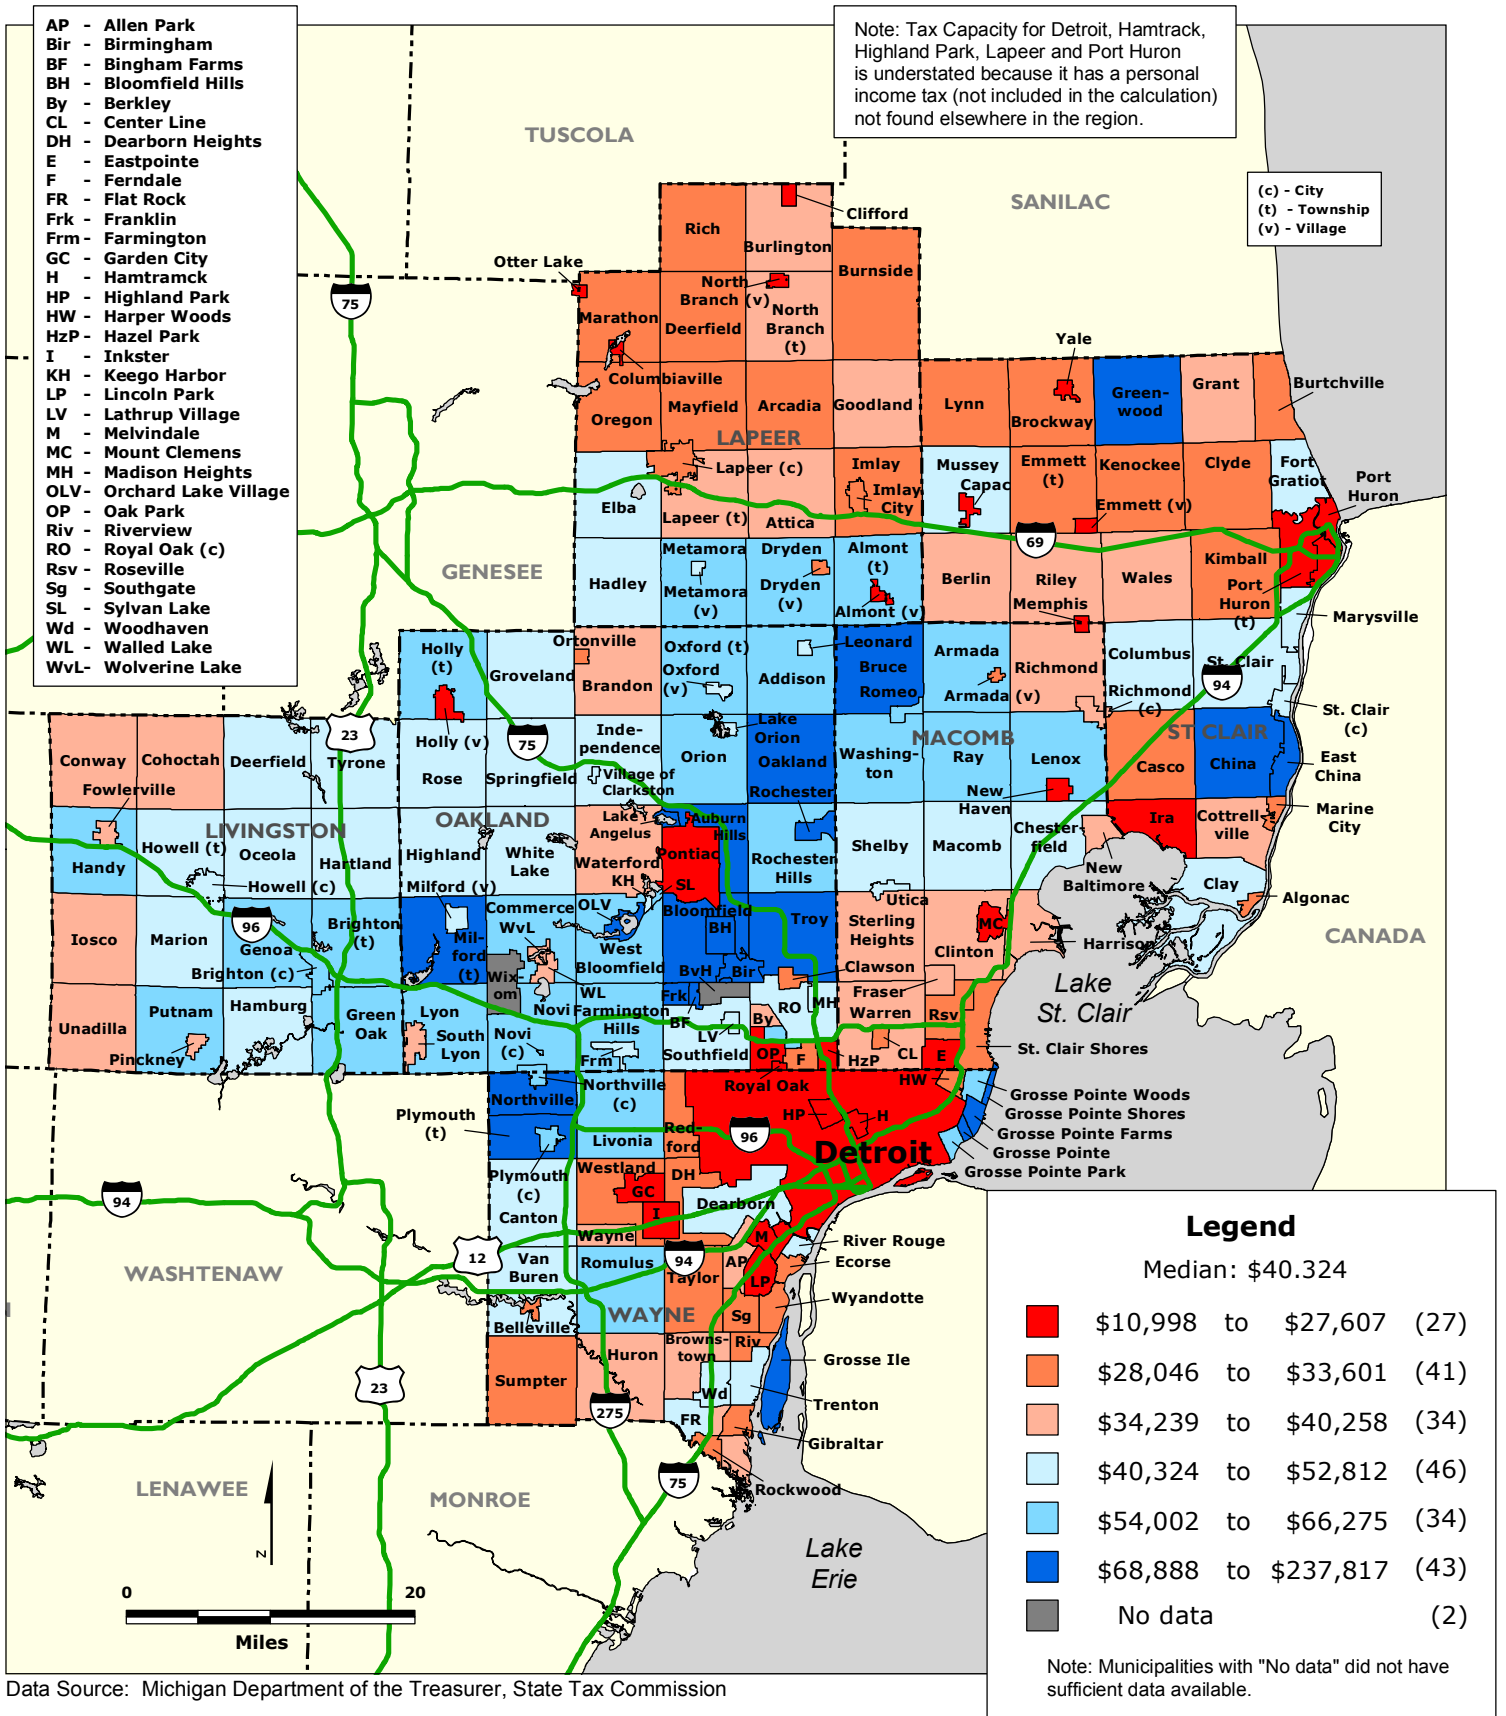 AP - Allen Park
Bir - Birmingham
BF - Bingham Farms
BH - Bloomfield Hills
By - Berkley
CL - Center Line
DH - Dearborn Heights
E - Eastpointe
F - Ferndale
FR - Flat Rock
Frk - Franklin
Frm - Farmington
GC - Garden City
H - Hamtramck
HP - Highland Park
HW - Harper Woods
HzP - Hazel Park
I - Inkster
KH - Keego Harbor
LP - Lincoln Park
LV - Lathrup Village
M - Melvindale
MC - Mount Clemens
MH - Madison Heights
OLV - Orchard Lake Village
OP - Oak Park
Riv - Riverview
RO - Royal Oak (c)
Rsv - Roseville
Sg - Southgate
SL - Sylvan Lake
Wd - Woodhaven
WL - Walled Lake
WvL - Wolverine Lake
Note: Tax Capacity for Detroit, Hamtrack,
Highland Park, Lapeer and Port Huron
is understated because it has a personal
income tax (not included in the calculation)
not found elsewhere in the region.
(c) - City
(t) - Township
(v) - Village
TUSCOLA
SANILAC
GENESEE
LAPEER
ST CLAIR
MACOMB
OAKLAND
LIVINGSTON
WASHTENAW
WAYNE
LENAWEE
MONROE
CANADA
Lake
St. Clair
Lake
Erie
Clifford
Rich
Burlington
Burnside
Otter Lake
North
Branch (v)
Marathon
Deerfield
North
Branch
(t)
Columbiaville
Oregon
Mayfield
Arcadia
Goodland
Yale
Lynn
Brockway
Green-
wood
Grant
Burtchville
Lapeer (c)
Elba
Lapeer (t)
Attica
Imlay
Imlay
City
Mussey
Capac
Emmett
(t)
Emmett (v)
Kenockee
Clyde
Fort
Gratiot
Port
Huron
Hadley
Metamora
Metamora
(v)
Dryden
Dryden
(v)
Almont
(t)
Almont (v)
Berlin
Riley
Memphis
Wales
Kimball
Port
Huron
(t)
Marysville
Holly
(t)
Holly (v)
Groveland
Ortonville
Brandon
Oxford (t)
Oxford
(v)
Addison
Leonard
Bruce
Romeo
Armada
Armada (v)
Richmond
Richmond
(c)
Columbus
St. Clair
St. Clair
(c)
Conway
Fowlerville
Cohoctah
Deerfield
Tyrone
Rose
Springfield
Inde-
pendence
Village of
Clarkston
Orion
Lake
Orion
Oakland
Rochester
Washing-
ton
Ray
Lenox
New
Haven
Casco
China
East
China
Handy
Howell (t)
Howell (c)
Oceola
Hartland
Highland
White
Lake
Lake
Angelus
Waterford
KH
Pontiac
SL
Auburn
Hills
Rochester
Hills
Shelby
Macomb
Chester-
field
New
Baltimore
Ira
Cottrell-
ville
Marine
City
Clay
Algonac
Iosco
Marion
Genoa
Brighton
(t)
Brighton (c)
Milford (v)
Mil-
ford
(t)
Commerce
WvL
Wix-
om
OLV
West
Bloomfield
Bloomfield
BH
BvH
Bir
Troy
Clawson
Utica
Sterling
Heights
Clinton
MC
Harrison
Unadilla
Putnam
Pinckney
Hamburg
Green
Oak
Lyon
South
Lyon
Novi
Novi
(c)
WL
Farmington
Hills
Frm
Frk
BF
LV
Southfield
By
RO
MH
OP
F
HzP
Royal Oak
Fraser
Warren
CL
Rsv
E
St. Clair Shores
HW
Grosse Pointe Woods
Grosse Pointe Shores
Grosse Pointe Farms
Grosse Pointe
Grosse Pointe Park
Northville
Northville
(c)
Plymouth
(t)
Plymouth
(c)
Livonia
Red-
ford
HP
H
Detroit
Westland
GC
DH
Canton
Wayne
I
Dearborn
Van
Buren
Belleville
Romulus
Taylor
AP
M
LP
River Rouge
Ecorse
Wyandotte
Sg
Riv
Sumpter
Huron
Browns-
town
Grosse Ile
Wd
Trenton
FR
Gibraltar
Rockwood
75
69
94
23
75
96
96
94
12
94
23
275
75
N
0 20
Miles
Legend
Median: $40.324
$10,998 to $27,607 (27)
$28,046 to $33,601 (41)
$34,239 to $40,258 (34)
$40,324 to $52,812 (46)
$54,002 to $66,275 (34)
$68,888 to $237,817 (43)
No data (2)
Note: Municipalities with "No data" did not have
sufficient data available.
Data Source: Michigan Department of the Treasurer, State Tax Commission